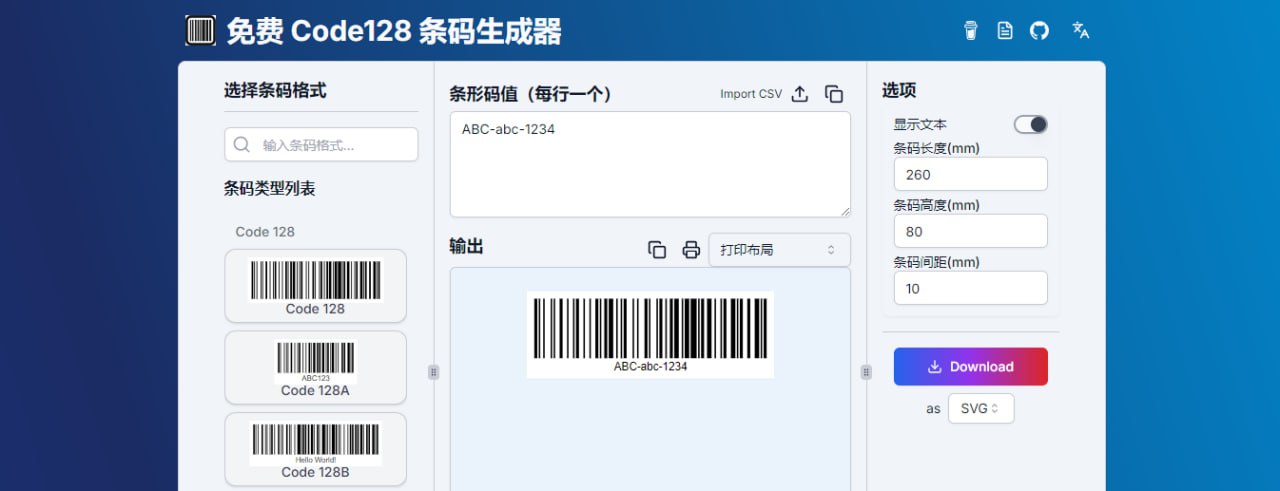 免费 Code128 条码生成器
选择条码格式
输入条码格式...
条码类型列表
Code 128
Code 128
ABC123
Code 128A
Hello World!
Code 128B
条形码值（每行一个）
Import CSV
ABC-abc-1234
输出
打印布局
ABC-abc-1234
选项
显示文本
条码长度(mm)
260
条码高度(mm)
80
条码间距(mm)
10
Download
as
SVG